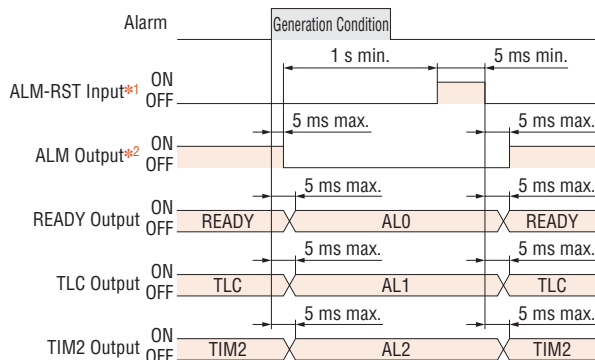 Alarm
Generation Condition
1 s min.
5 ms min.
ALM-RST Input*1
ON
OFF
5 ms max.
5 ms max.
ALM Output*2
ON
OFF
5 ms max.
5 ms max.
READY Output
ON
OFF
READY
AL0
READY
5 ms max.
5 ms max.
TLC Output
ON
OFF
TLC
AL1
TLC
5 ms max.
5 ms max.
TIM2 Output
ON
OFF
TIM2
AL2
TIM2